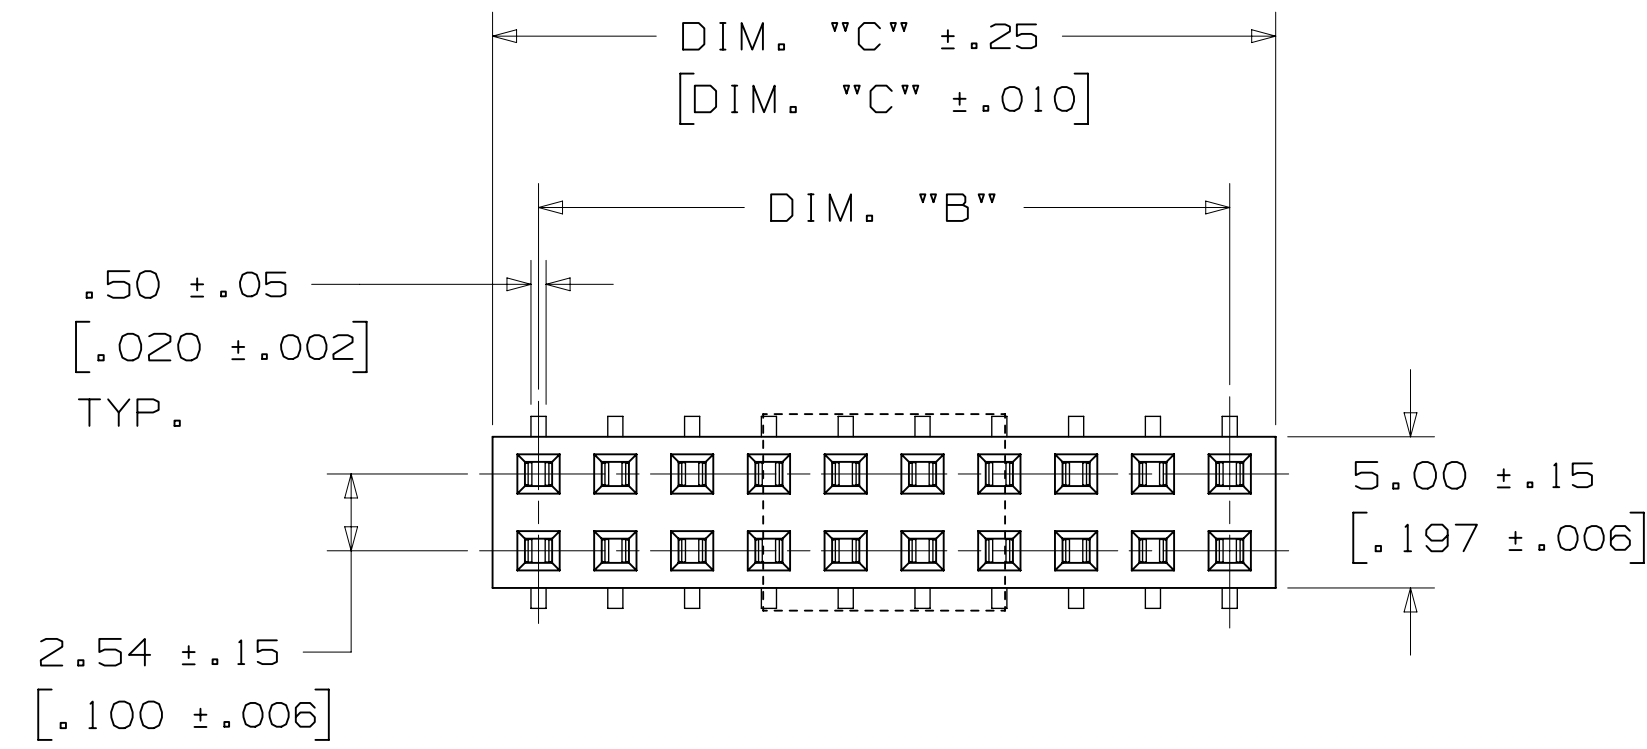 DIM. "C" ±.25
[DIM. "C" ±.010]
DIM. "B"
.50 ±.05
[.020 ±.002]
TYP.
5.00 ±.15
[.197 ±.006]
2.54 ±.15
[.100 ±.006]